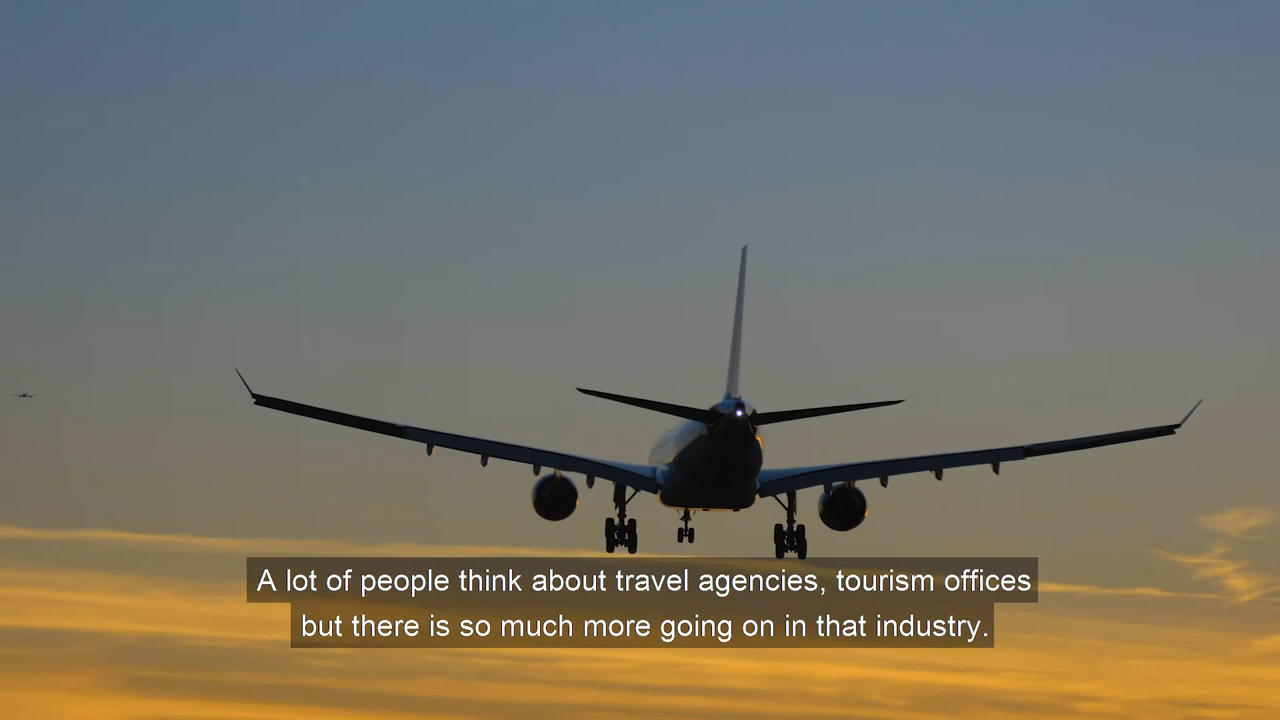 A lot of people think about travel agencies, tourism offices
but there is so much more going on in that industry.